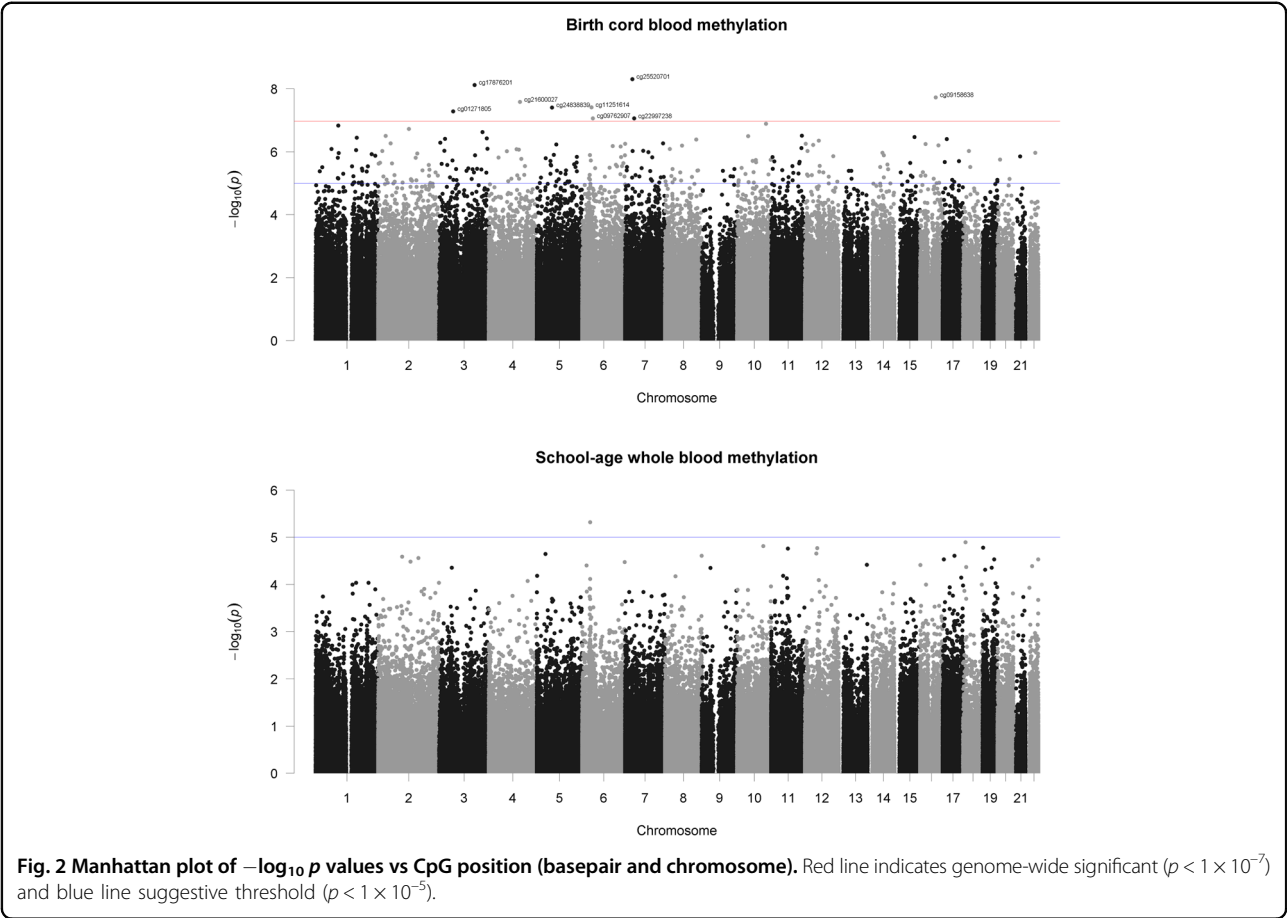 Birth cord blood methylation
8
6
4
2
0
−log10(p)
cg17876201
cg01271805
cg21600027
cg24838839
cg11251614
cg09762907
cg25520701
cg22997238
cg09158638
1 2 3 4 5 6 7 8 9 10 11 12 13 14 15 17 19 21
Chromosome
School-age whole blood methylation
6
5
4
3
2
1
0
−log10(p)
1 2 3 4 5 6 7 8 9 10 11 12 13 14 15 17 19 21
Chromosome
Fig. 2 Manhattan plot of −log10 p values vs CpG position (basepair and chromosome). Red line indicates genome-wide significant (p < 1 × 10–7)
and blue line suggestive threshold (p < 1 × 10–5).